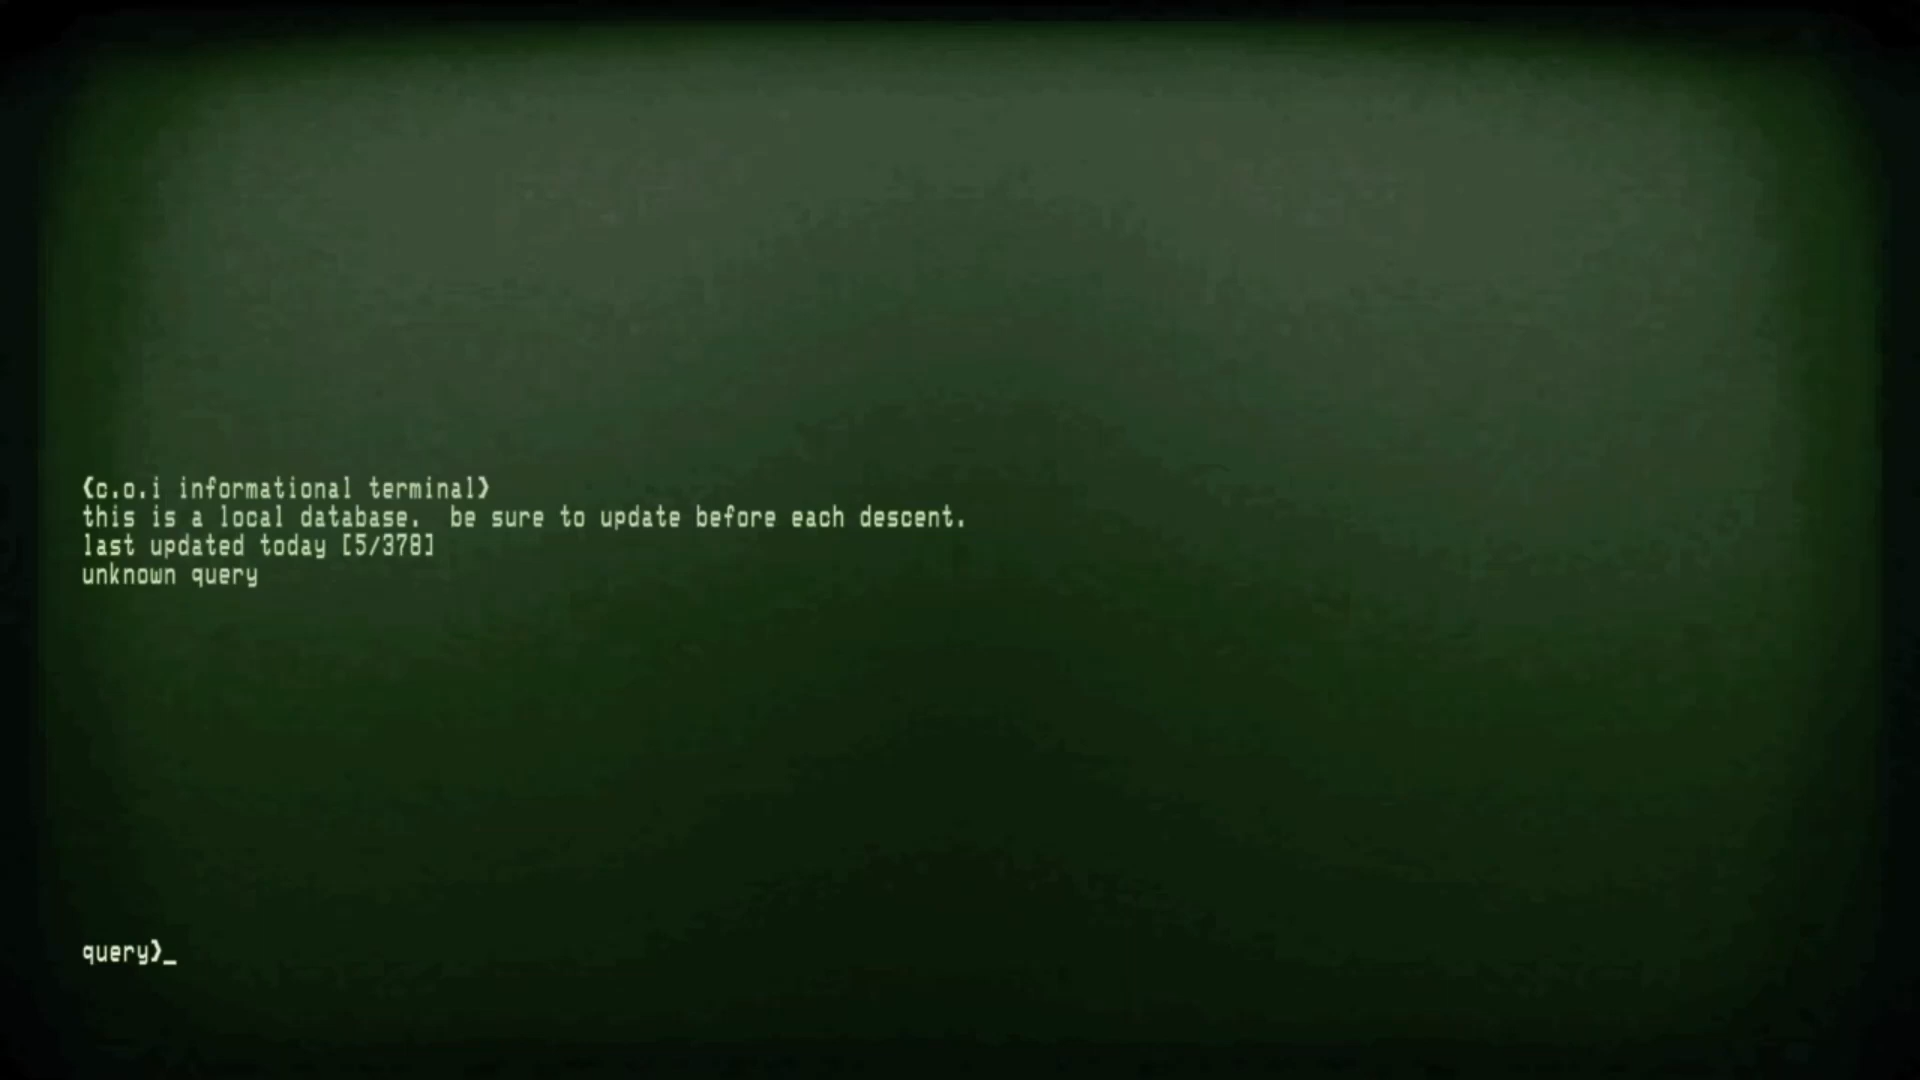 {c.o.i informational terminal}
this is a local database.  be sure to update before each descent.
last updated today [5/378]
unknown query
query}_